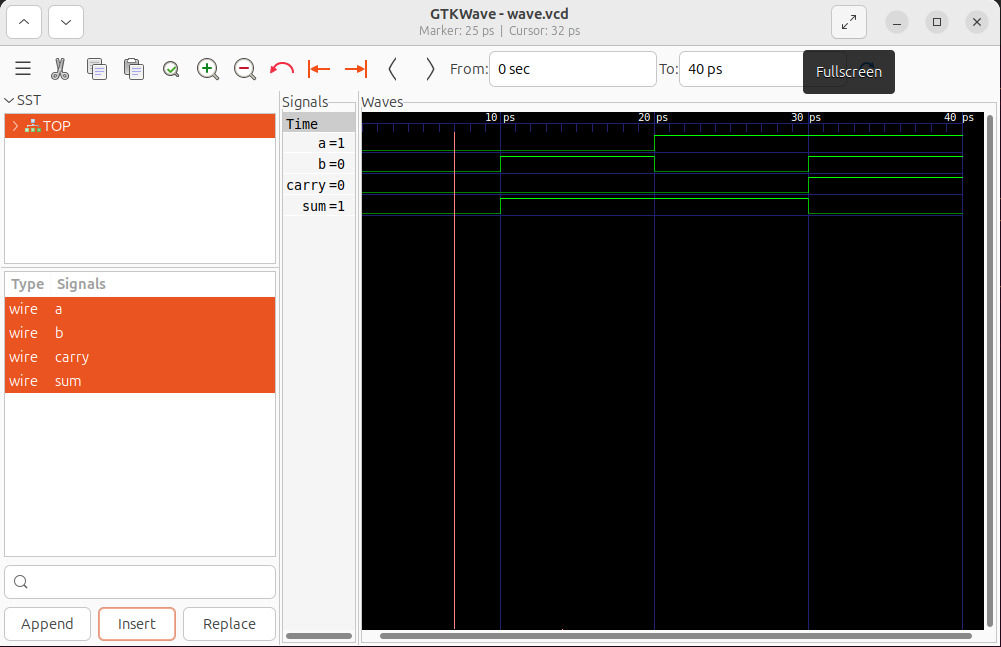 GTKWave - wave.vcd
Marker: 25 ps | Cursor: 32 ps
From: 0 sec To: 40 ps
Fullscreen
SST
TOP
Type Signals
wire a
wire b
wire carry
wire sum
Append Insert Replace
Signals
Time
a=1
b=0
carry=0
sum=1
Waves
10 ps 20 ps 30 ps 40 ps